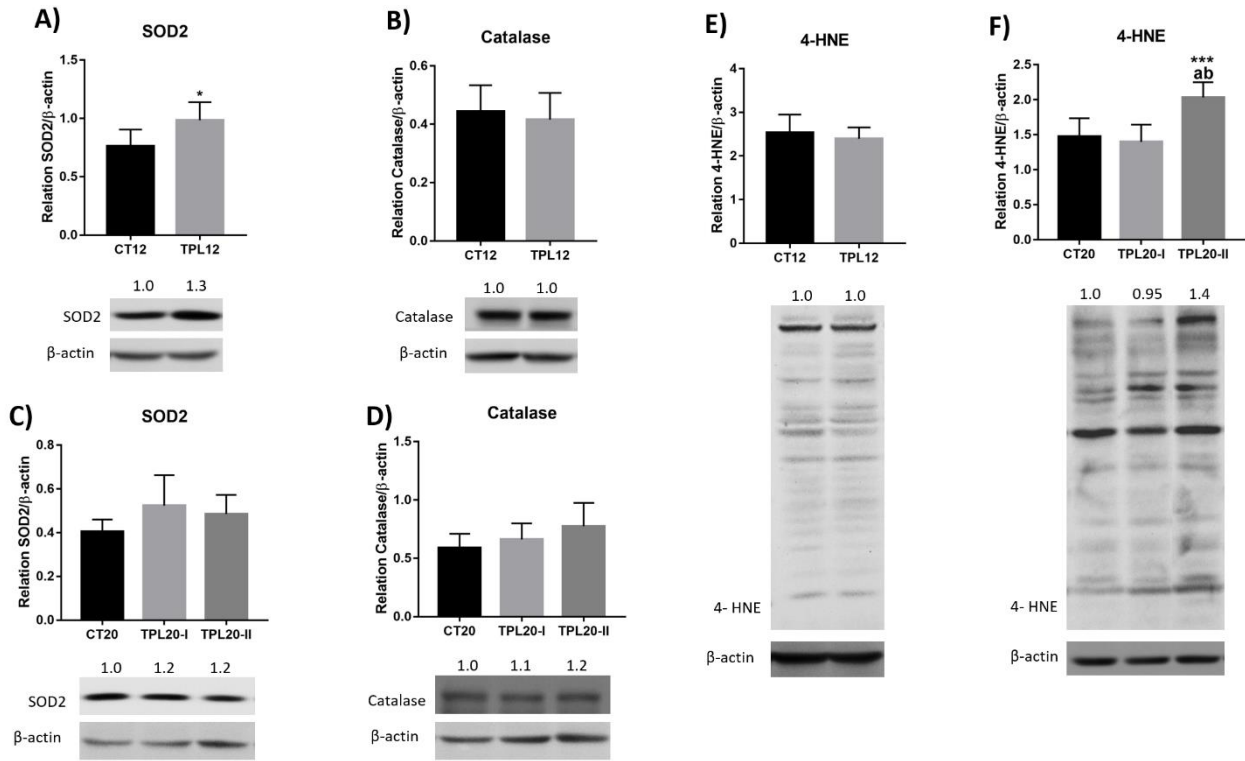 A)
SOD2
Relation SOD2/β-actin
1.5
1.0
0.5
0.0
*
CT12 TPL12
1.0 1.3
SOD2
β-actin
B)
Catalase
Relation Catalase/β-actin
0.6
0.4
0.2
0.0
CT12 TPL12
1.0 1.0
Catalase
β-actin
C)
SOD2
Relation SOD2/β-actin
0.8
0.6
0.4
0.2
0.0
CT20 TPL20-I TPL20-II
1.0 1.2 1.2
SOD2
β-actin
D)
Catalase
Relation Catalase/β-actin
1.5
1.0
0.5
0.0
CT20 TPL20-I TPL20-II
1.0 1.1 1.2
Catalase
β-actin
E)
4-HNE
Relation 4-HNE/β-actin
4
3
2
1
0
CT12 TPL12
1.0 1.0
4- HNE
β-actin
F)
4-HNE
Relation 4-HNE/β-actin
2.5
2.0
1.5
1.0
0.5
0.0
***
ab
CT20 TPL20-I TPL20-II
1.0 0.95 1.4
4- HNE
β-actin